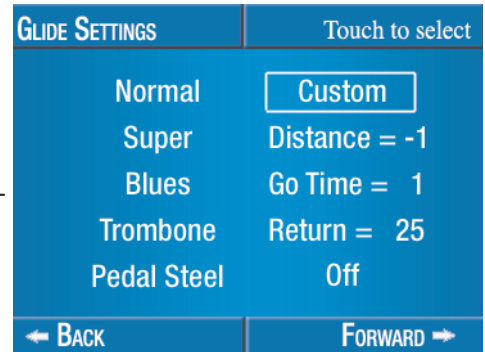 GLIDE SETTINGS Touch to select
Normal Custom
Super Distance = -1
Blues Go Time = 1
Trombone Return = 25
Pedal Steel Off
← BACK FORWARD →